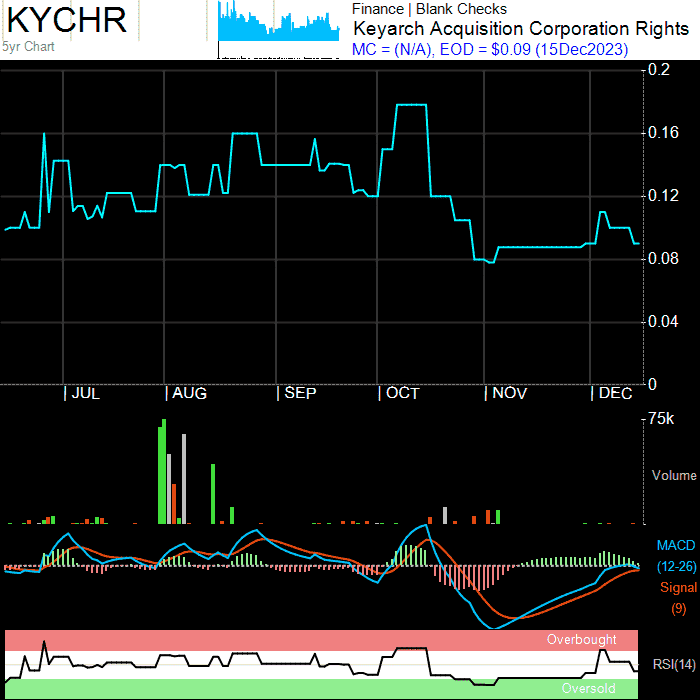 KYCHR
5yr Chart
Finance | Blank Checks
Keyarch Acquisition Corporation Rights
MC = (N/A), EOD = $0.09 (15Dec2023)
0.2
0.16
0.12
0.08
0.04
0
| JUL | AUG | SEP | OCT | NOV | DEC
75k
Volume
MACD
(12-26)
Signal
(9)
Overbought
RSI(14)
Oversold